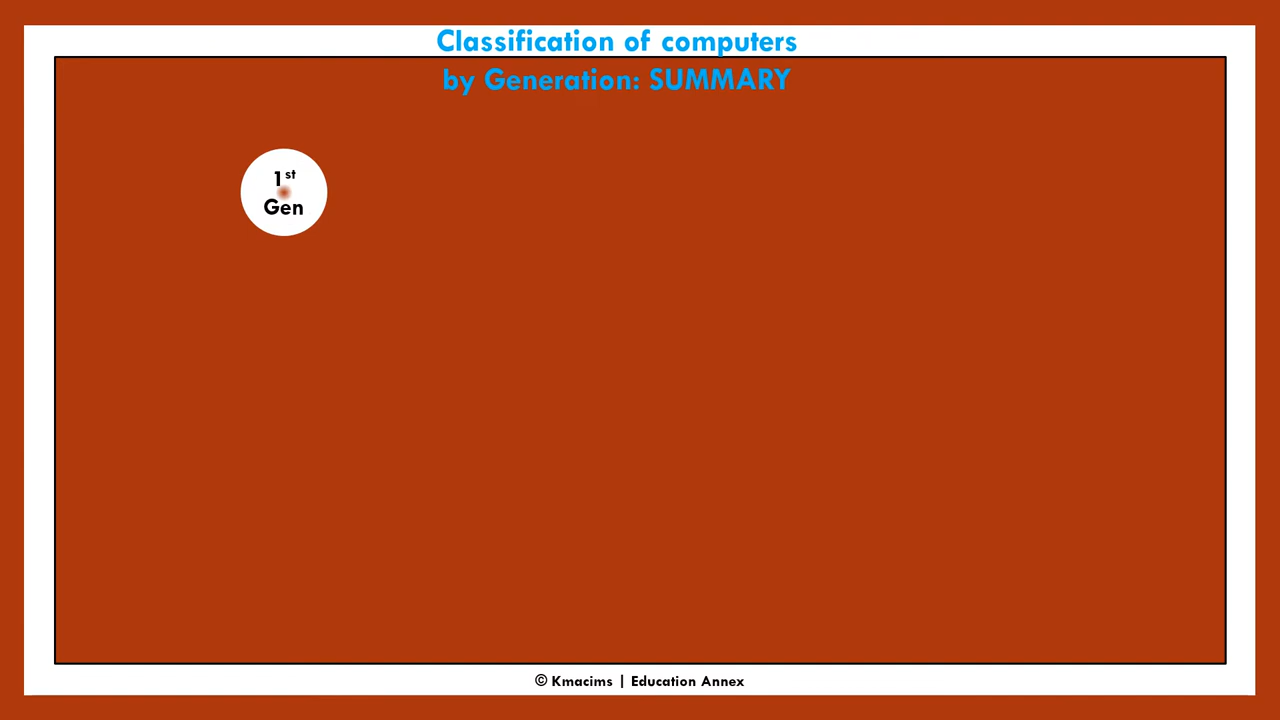 Classification of computers
by Generation: SUMMARY
1st
Gen
© Kmacims | Education Annex